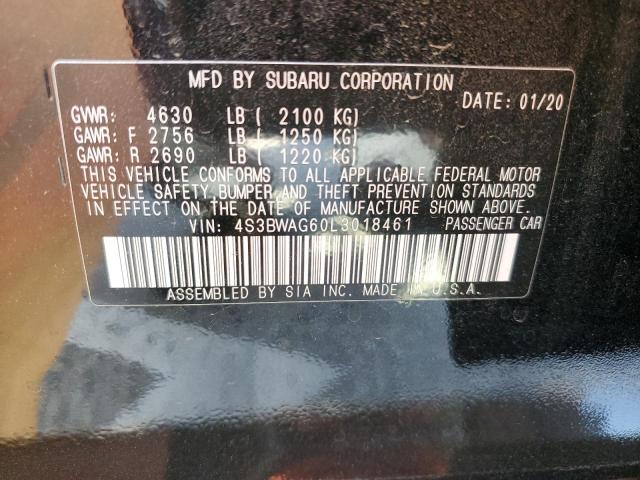 MFD BY SUBARU CORPORATION
DATE: 01/20
GVWR: 4630 LB ( 2100 KG)
GAWR: F 2756 LB ( 1250 KG)
GAWR: R 2690 LB ( 1220 KG)
THIS VEHICLE CONFORMS TO ALL APPLICABLE FEDERAL MOTOR
VEHICLE SAFETY, BUMPER AND THEFT PREVENTION STANDARDS
IN EFFECT ON THE DATE OF MANUFACTURE SHOWN ABOVE.
VIN: 4S3BWAG60L3018461 PASSENGER CAR
ASSEMBLED BY SIA INC. MADE IN U.S.A.